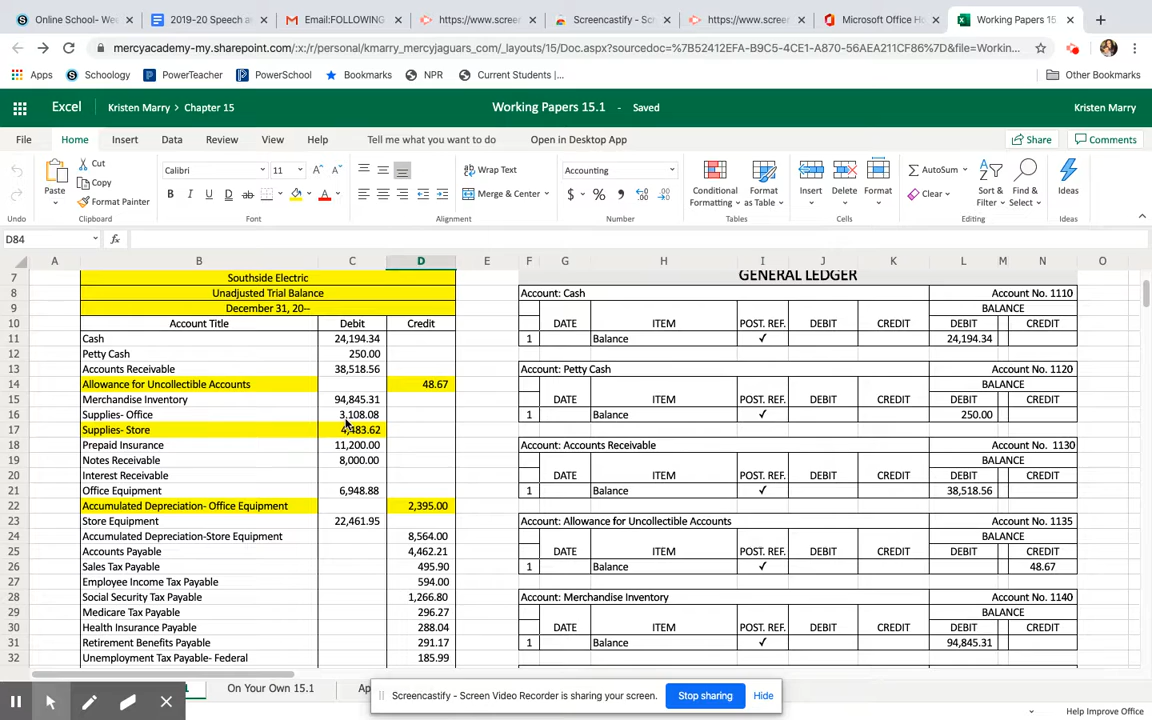 Online School- We
2019-20 Speech a
Email:FOLLOWING
https://www.scree
Screencastify - Sc
https://www.scree
Microsoft Office H
Working Papers 15
mercyacademy-my.sharepoint.com/:x:/r/personal/kmarry_mercyjaguars_com/_layouts/15/Doc.aspx?sourcedoc=%7B52412EFA-B9C5-4CE1-A870-56AEA211CF86%7D&file=Workin...
Apps Schoology PowerTeacher PowerSchool Bookmarks NPR Current Students |... Other Bookmarks
Excel Kristen Marry > Chapter 15 Working Papers 15.1 - Saved Kristen Marry
File Home Insert Data Review View Help Tell me what you want to do Open in Desktop App Share Comments
Paste Cut Copy Format Painter
Calibri 11 A A
B I U ab A
Wrap Text
Merge & Center
Accounting
$ % ,
Conditional Formatting Format as Table
Insert Delete Format
AutoSum Clear
Sort & Filter Find & Select
Ideas
Undo Clipboard Font Alignment Number Tables Cells Editing Ideas
D84 fx
A B C D E F G H I J K L M N O
7 Southside Electric GENERAL LEDGER
8 Unadjusted Trial Balance Account: Cash Account No. 1110
9 December 31, 20-- BALANCE
10 Account Title Debit Credit DATE ITEM POST. REF. DEBIT CREDIT DEBIT CREDIT
11 Cash 24,194.34 1 Balance ✓ 24,194.34
12 Petty Cash 250.00
13 Accounts Receivable 38,518.56 Account: Petty Cash Account No. 1120
14 Allowance for Uncollectible Accounts 48.67 BALANCE
15 Merchandise Inventory 94,845.31 DATE ITEM POST. REF. DEBIT CREDIT DEBIT CREDIT
16 Supplies- Office 3,108.08 1 Balance ✓ 250.00
17 Supplies- Store 4,483.62
18 Prepaid Insurance 11,200.00 Account: Accounts Receivable Account No. 1130
19 Notes Receivable 8,000.00 BALANCE
20 Interest Receivable DATE ITEM POST. REF. DEBIT CREDIT DEBIT CREDIT
21 Office Equipment 6,948.88 1 Balance ✓ 38,518.56
22 Accumulated Depreciation- Office Equipment 2,395.00
23 Store Equipment 22,461.95 Account: Allowance for Uncollectible Accounts Account No. 1135
24 Accumulated Depreciation-Store Equipment 8,564.00 BALANCE
25 Accounts Payable 4,462.21 DATE ITEM POST. REF. DEBIT CREDIT DEBIT CREDIT
26 Sales Tax Payable 495.90 1 Balance ✓ 48.67
27 Employee Income Tax Payable 594.00
28 Social Security Tax Payable 1,266.80 Account: Merchandise Inventory Account No. 1140
29 Medicare Tax Payable 296.27 BALANCE
30 Health Insurance Payable 288.04 DATE ITEM POST. REF. DEBIT CREDIT DEBIT CREDIT
31 Retirement Benefits Payable 291.17 1 Balance ✓ 94,845.31
32 Unemployment Tax Payable- Federal 185.99
1 On Your Own 15.1 Ap
Screencastify - Screen Video Recorder is sharing your screen. Stop sharing Hide
Help Improve Office